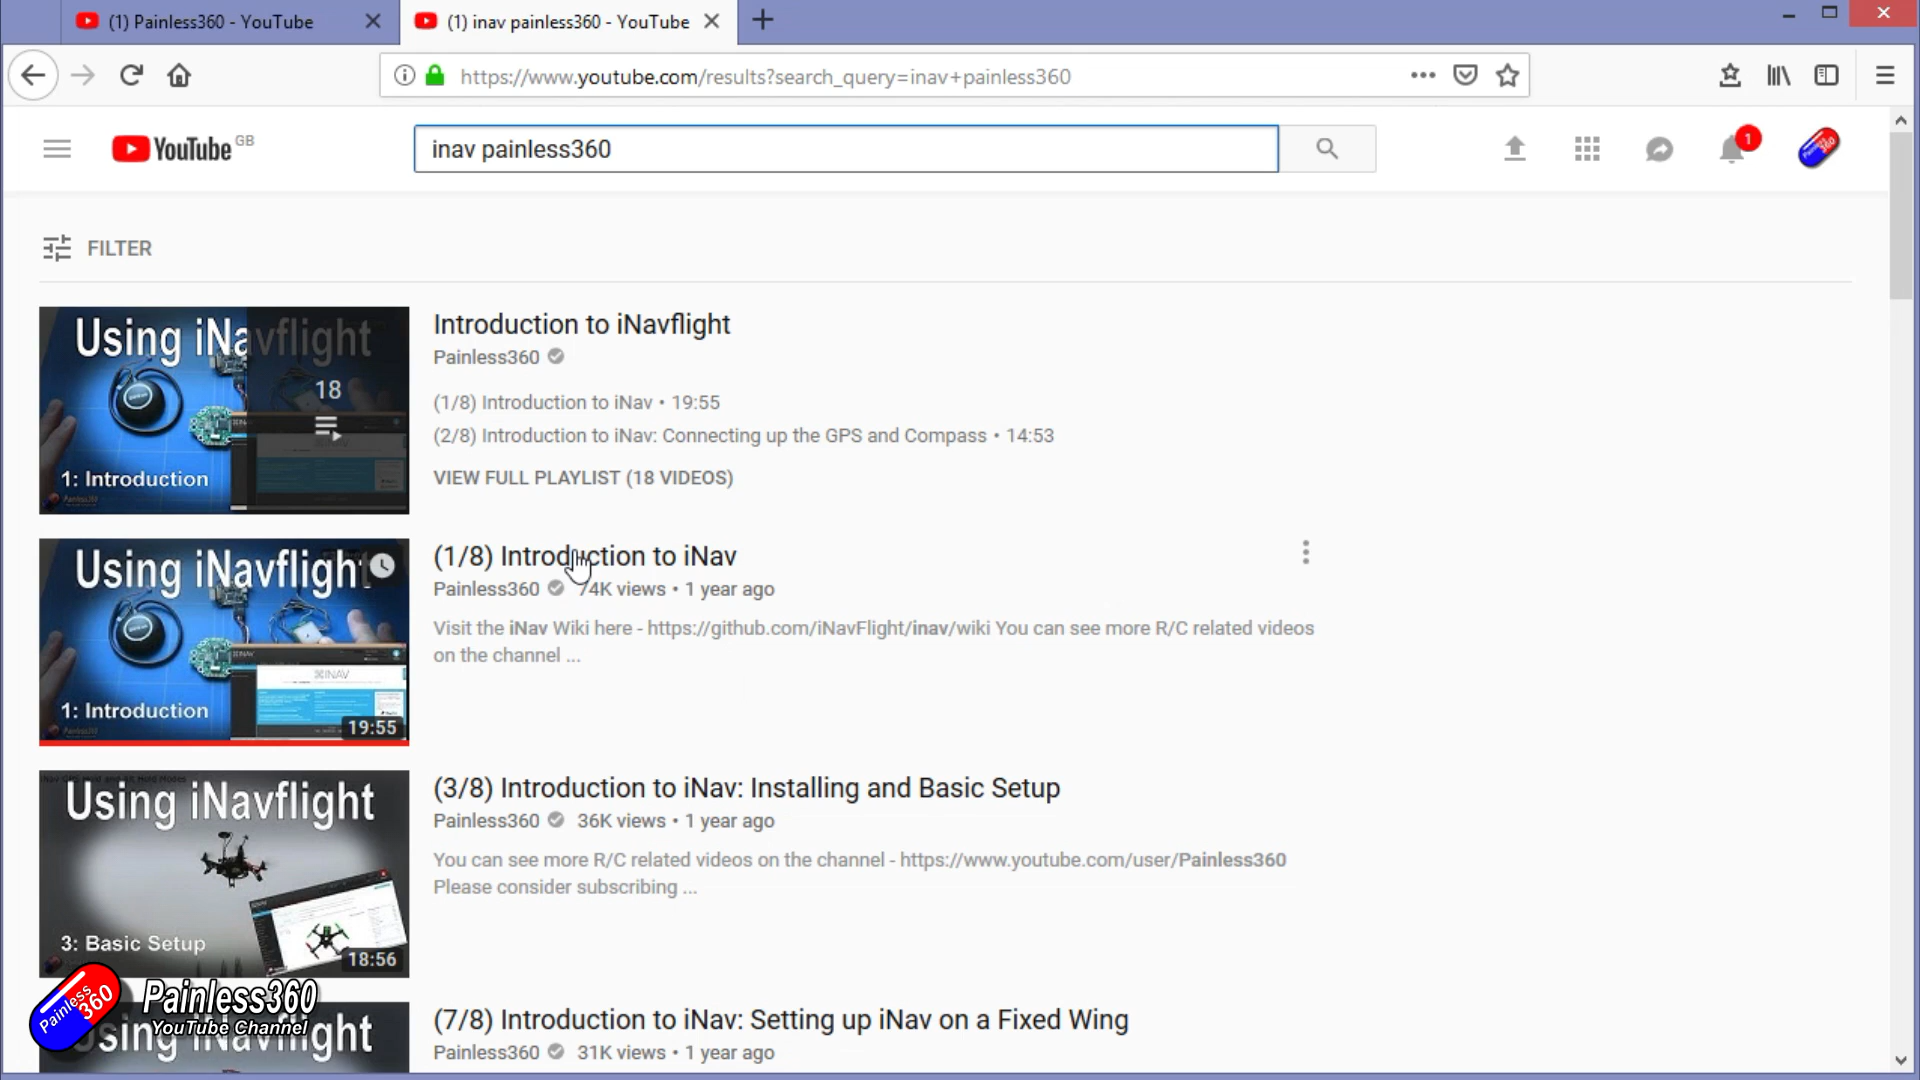 (1) Painless360 - YouTube
(1) inav painless360 - YouTube
https://www.youtube.com/results?search_query=inav+painless360
YouTube GB
inav painless360
1
FILTER
Using iNavflight
18
1: Introduction
Introduction to iNavflight
Painless360
(1/8) Introduction to iNav • 19:55
(2/8) Introduction to iNav: Connecting up the GPS and Compass • 14:53
VIEW FULL PLAYLIST (18 VIDEOS)
Using iNavflight
INAV
1: Introduction
19:55
(1/8) Introduction to iNav
Painless360 74K views • 1 year ago
Visit the iNav Wiki here - https://github.com/iNavFlight/inav/wiki You can see more R/C related videos
on the channel ...
Using iNavflight
3: Basic Setup
18:56
(3/8) Introduction to iNav: Installing and Basic Setup
Painless360 36K views • 1 year ago
You can see more R/C related videos on the channel - https://www.youtube.com/user/Painless360
Please consider subscribing ...
(7/8) Introduction to iNav: Setting up iNav on a Fixed Wing
Painless360 31K views • 1 year ago
Painless 360
Painless360
YouTube Channel